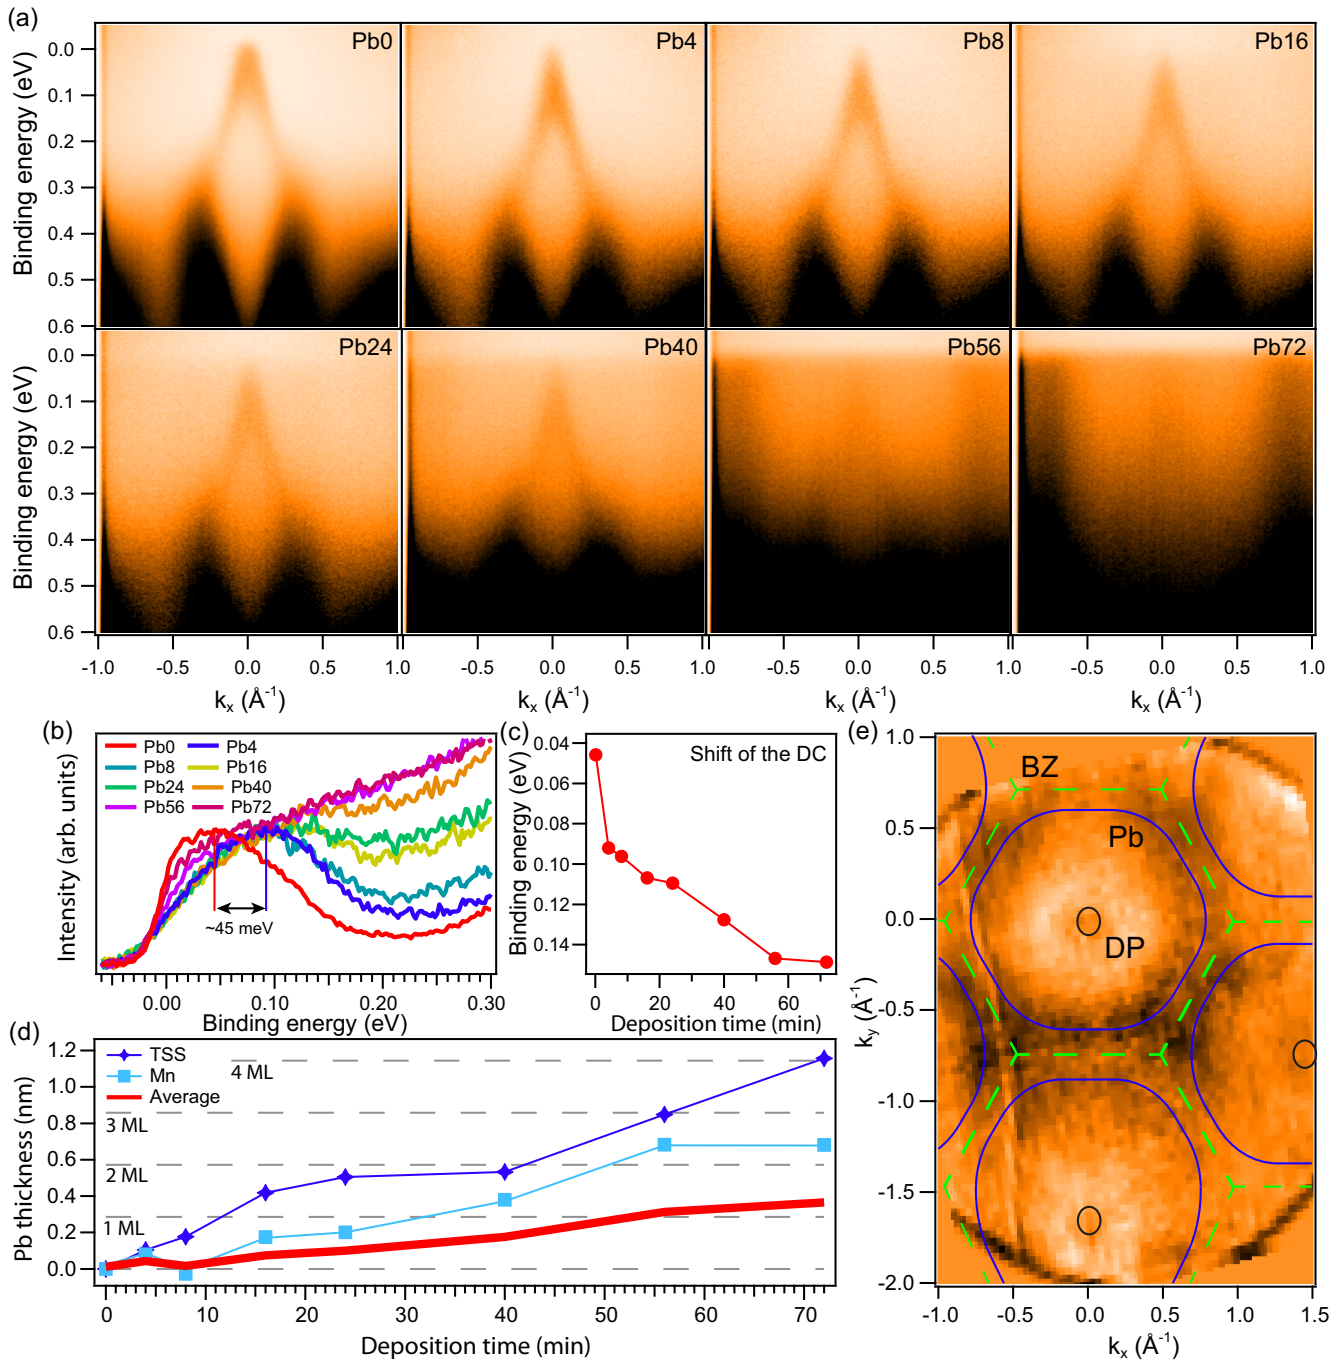 (a)
Pb0
Pb4
Pb8
Pb16
Binding energy (eV)
0.0
0.1
0.2
0.3
0.4
0.5
0.6
Pb24
Pb40
Pb56
Pb72
Binding energy (eV)
0.0
0.1
0.2
0.3
0.4
0.5
0.6
-1.0 -0.5 0.0 0.5 1.0
-0.5 0.0 0.5 1.0
-0.5 0.0 0.5 1.0
-0.5 0.0 0.5 1.0
kx (Å-1)
kx (Å-1)
kx (Å-1)
kx (Å-1)
(b)
Intensity (arb. units)
Pb0 Pb4
Pb8 Pb16
Pb24 Pb40
Pb56 Pb72
~45 meV
0.00 0.10 0.20 0.30
Binding energy (eV)
(c)
Shift of the DC
Binding energy (eV)
0.04
0.06
0.08
0.10
0.12
0.14
0 20 40 60
Deposition time (min)
(d)
Pb thickness (nm)
1.2
1.0
0.8
0.6
0.4
0.2
0.0
TSS
Mn
Average
4 ML
3 ML
2 ML
1 ML
0 10 20 30 40 50 60 70
Deposition time (min)
(e)
BZ
Pb
DP
ky (Å-1)
1.0
0.5
0.0
-0.5
-1.0
-1.5
-2.0
-1.0 -0.5 0.0 0.5 1.0 1.5
kx (Å-1)